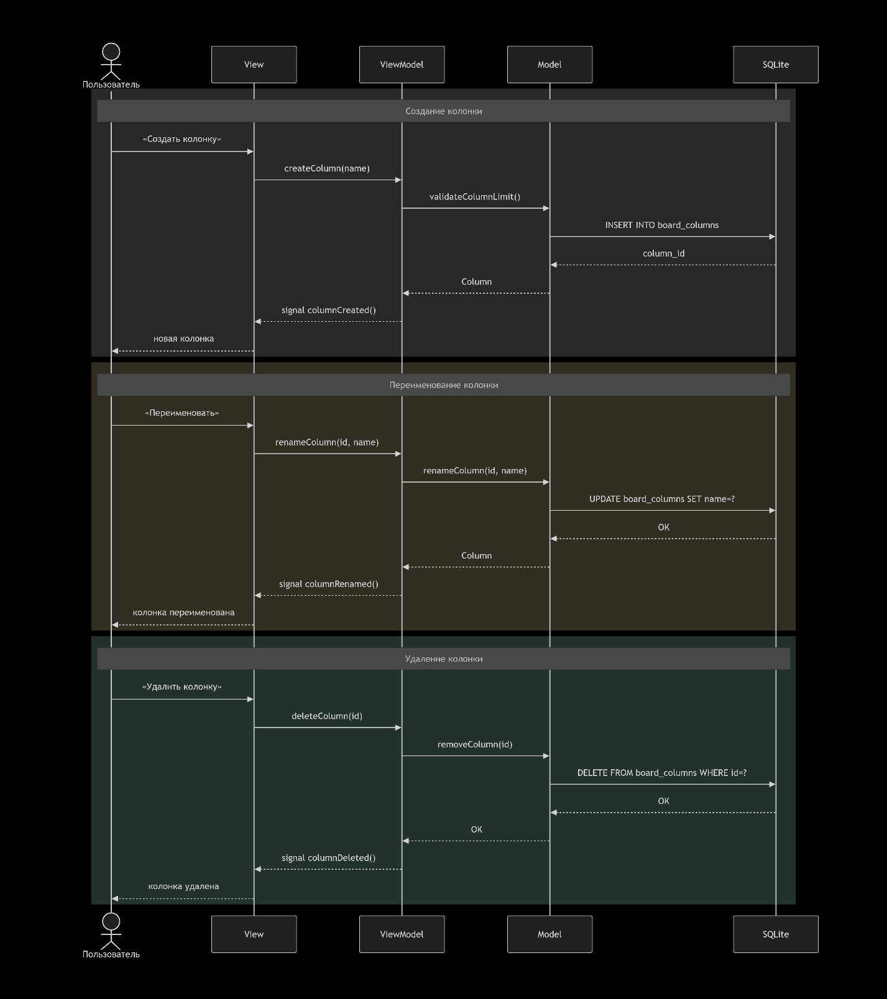 Пользователь
View
ViewModel
Model
SQLite
Создание колонки
«Создать колонку»
createColumn(name)
validateColumnLimit()
INSERT INTO board_columns
column_id
Column
signal columnCreated()
новая колонка
Переименование колонки
«Переименовать»
renameColumn(id, name)
renameColumn(id, name)
UPDATE board_columns SET name=?
OK
Column
signal columnRenamed()
колонка переименована
Удаление колонки
«Удалить колонку»
deleteColumn(id)
removeColumn(id)
DELETE FROM board_columns WHERE id=?
OK
OK
signal columnDeleted()
колонка удалена
Пользователь
View
ViewModel
Model
SQLite